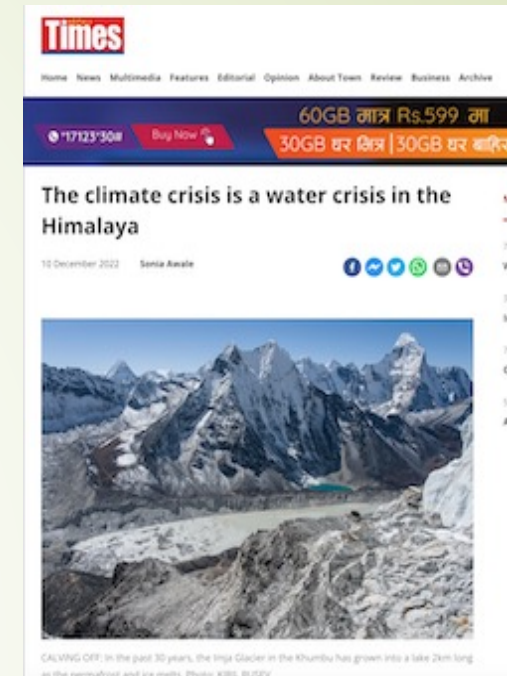 Times
Home News Multimedia Features Editorial Opinion About Town Review Business Archive
60GB मात्र Rs.599 मा
*17123*30# Buy Now 30GB घर भित्र | 30GB घर बाहिर
The climate crisis is a water crisis in the
Himalaya
10 December 2022 Sonia Awale
CALVING OFF: In the past 30 years, the Imja Glacier in the Khumbu has grown into a lake 2km long
as the permafrost and ice melts. Photo: